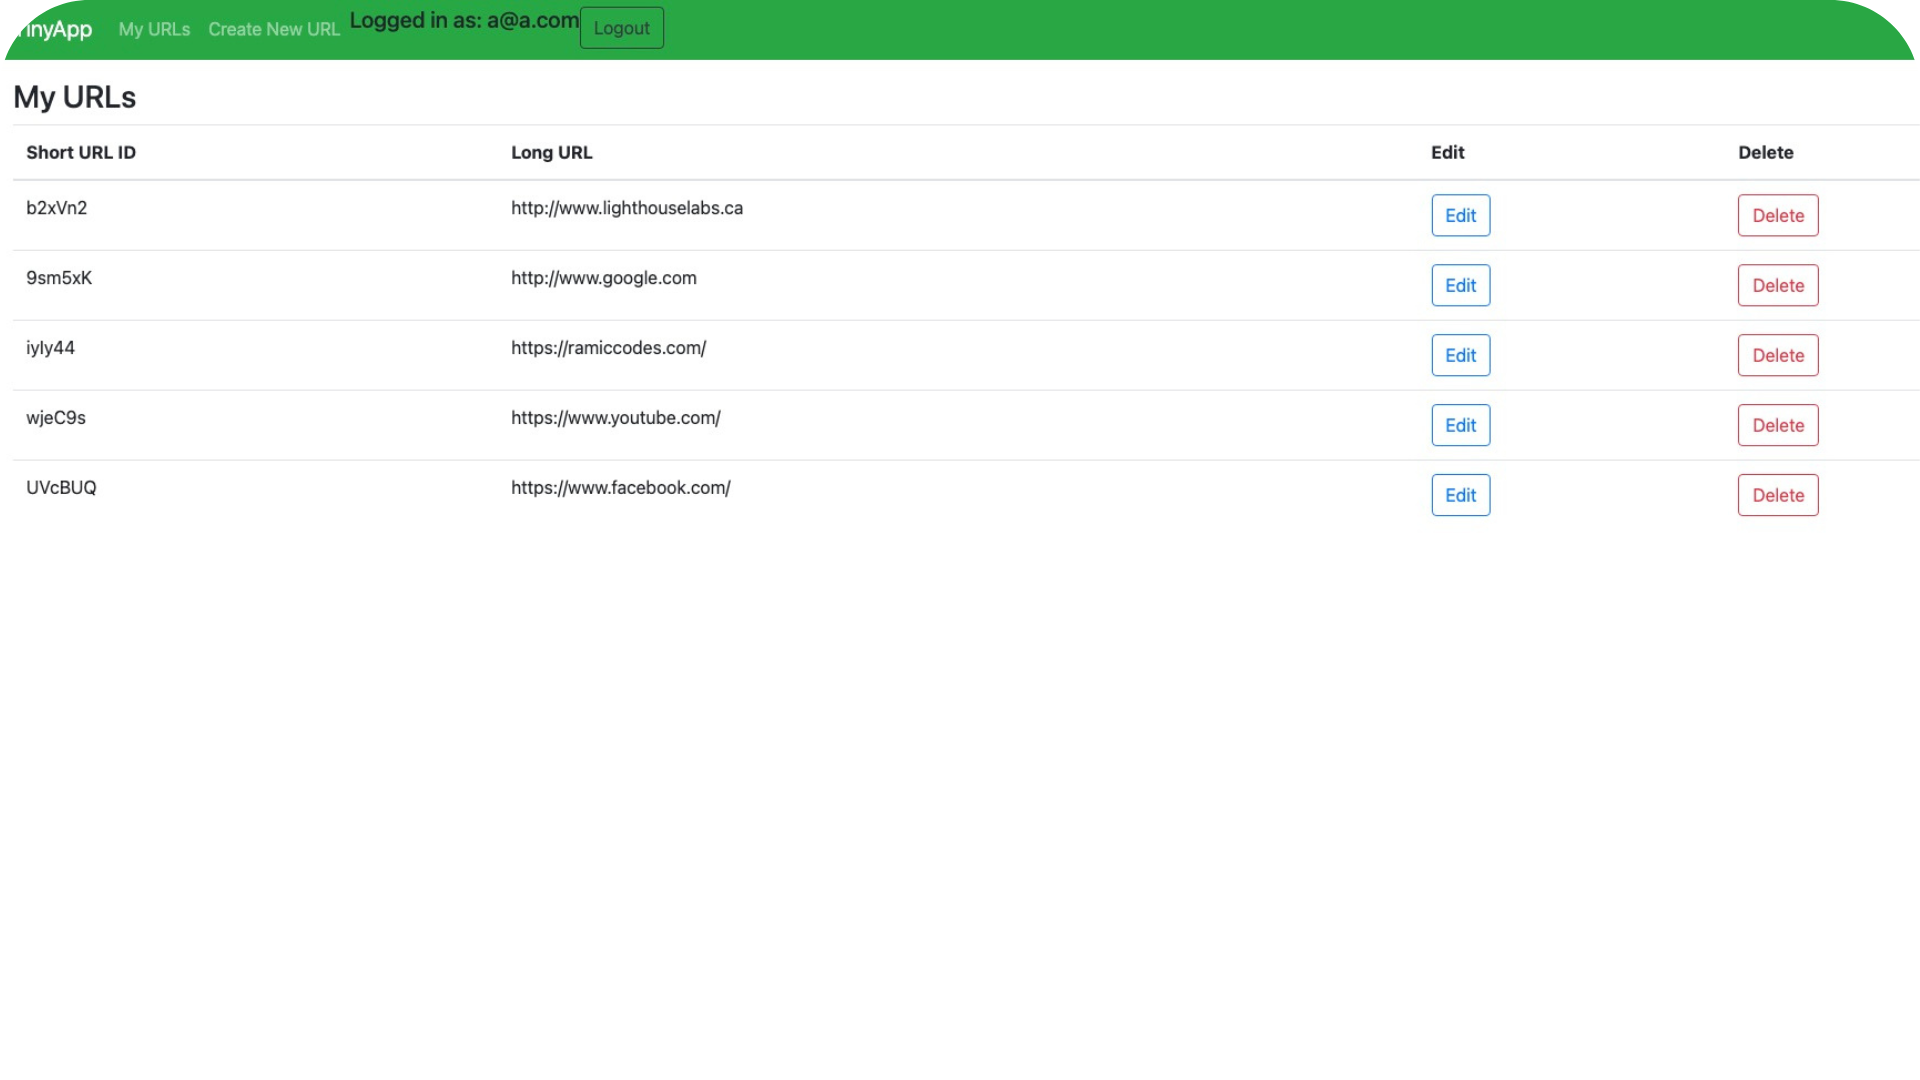 inyApp My URLs Create New URL Logged in as: a@a.com Logout
My URLs
Short URL ID Long URL Edit Delete
b2xVn2 http://www.lighthouselabs.ca Edit Delete
9sm5xK http://www.google.com Edit Delete
iyIy44 https://ramiccodes.com/ Edit Delete
wjeC9s https://www.youtube.com/ Edit Delete
UVcBUQ https://www.facebook.com/ Edit Delete